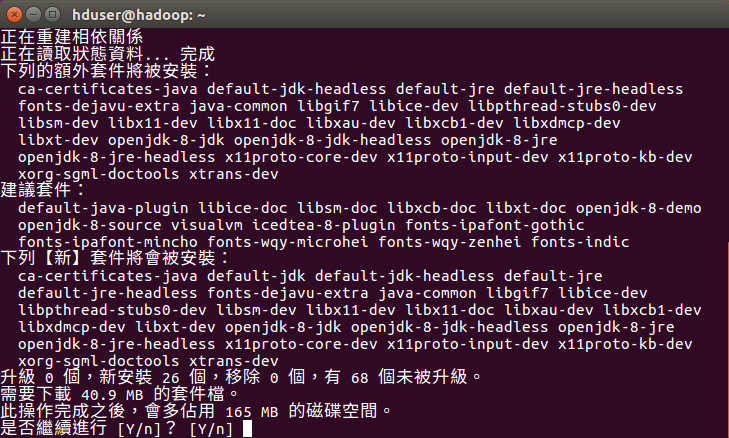 hduser@hadoop: ~
正在重建相依關係
正在讀取狀態資料... 完成
下列的額外套件將被安裝：
  ca-certificates-java default-jdk-headless default-jre default-jre-headless
  fonts-dejavu-extra java-common libgif7 libice-dev libpthread-stubs0-dev
  libsm-dev libx11-dev libx11-doc libxau-dev libxcb1-dev libxdmcp-dev
  libxt-dev openjdk-8-jdk openjdk-8-jdk-headless openjdk-8-jre
  openjdk-8-jre-headless x11proto-core-dev x11proto-input-dev x11proto-kb-dev
  xorg-sgml-doctools xtrans-dev
建議套件：
  default-java-plugin libice-doc libsm-doc libxcb-doc libxt-doc openjdk-8-demo
  openjdk-8-source visualvm icedtea-8-plugin fonts-ipafont-gothic
  fonts-ipafont-mincho fonts-wqy-microhei fonts-wqy-zenhei fonts-indic
下列【新】套件將會被安裝：
  ca-certificates-java default-jdk default-jdk-headless default-jre
  default-jre-headless fonts-dejavu-extra java-common libgif7 libice-dev
  libpthread-stubs0-dev libsm-dev libx11-dev libx11-doc libxau-dev libxcb1-dev
  libxdmcp-dev libxt-dev openjdk-8-jdk openjdk-8-jdk-headless openjdk-8-jre
  openjdk-8-jre-headless x11proto-core-dev x11proto-input-dev x11proto-kb-dev
  xorg-sgml-doctools xtrans-dev
升級 0 個，新安裝 26 個，移除 0 個，有 68 個未被升級。
需要下載 40.9 MB 的套件檔。
此操作完成之後，會多佔用 165 MB 的磁碟空間。
是否繼續進行 [Y/n]？ [Y/n]